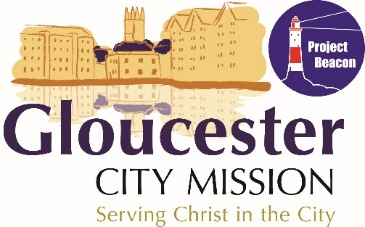 Project
Beacon
Gloucester
CITY MISSION
Serving Christ in the City